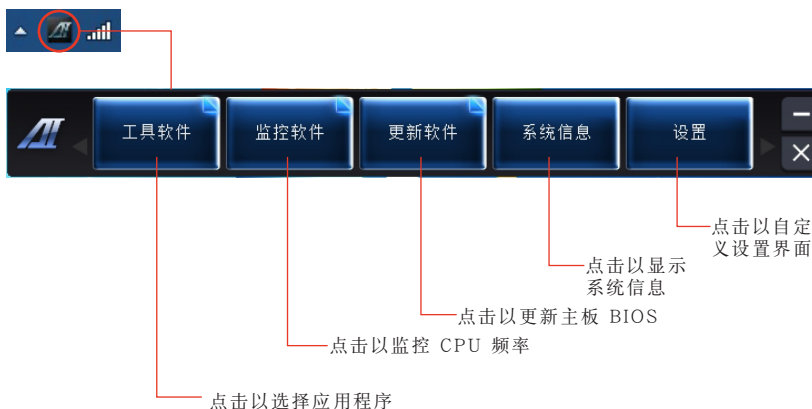 工具软件
监控软件
更新软件
系统信息
设置
点击以自定
义设置界面
点击以显示
系统信息
点击以更新主板 BIOS
点击以监控 CPU 频率
点击以选择应用程序